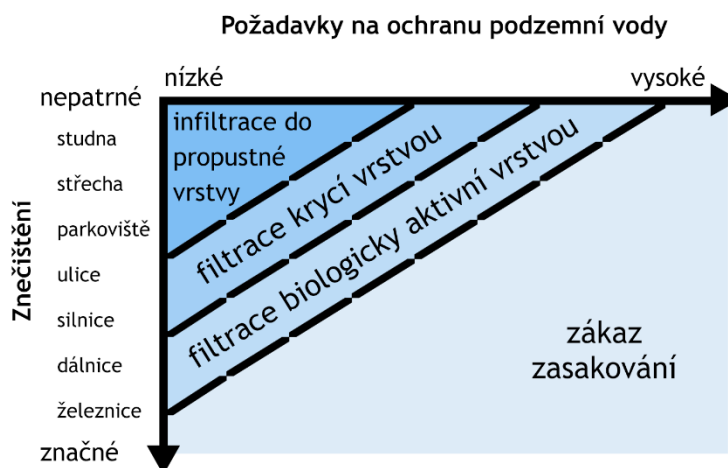 Požadavky na ochranu podzemní vody
nízké
vysoké
nepatrné
studna
střecha
parkoviště
ulice
silnice
dálnice
železnice
značné
Znečištění
infiltrace do
propustné
vrstvy
filtrace krycí vrstvou
filtrace biologicky aktivní vrstvou
zákaz
zasakování